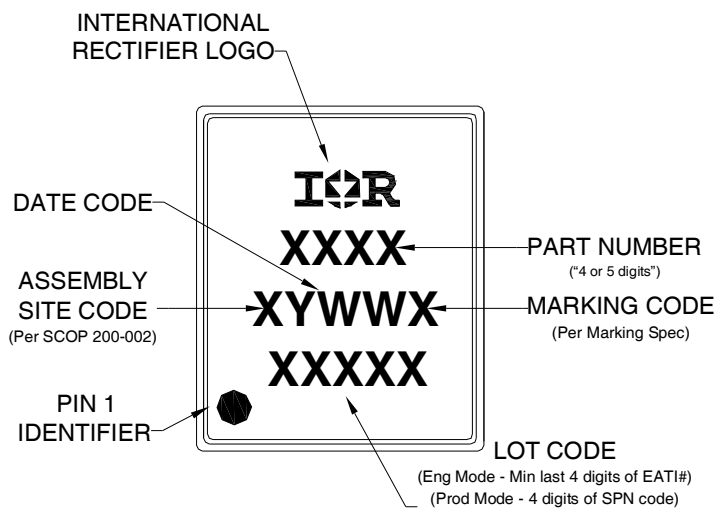 INTERNATIONAL
RECTIFIER LOGO
IOR
DATE CODE
XXXX
PART NUMBER
("4 or 5 digits")
ASSEMBLY
SITE CODE
(Per SCOP 200-002)
XYWWX
MARKING CODE
(Per Marking Spec)
XXXXX
PIN 1
IDENTIFIER
LOT CODE
(Eng Mode - Min last 4 digits of EATI#)
(Prod Mode - 4 digits of SPN code)